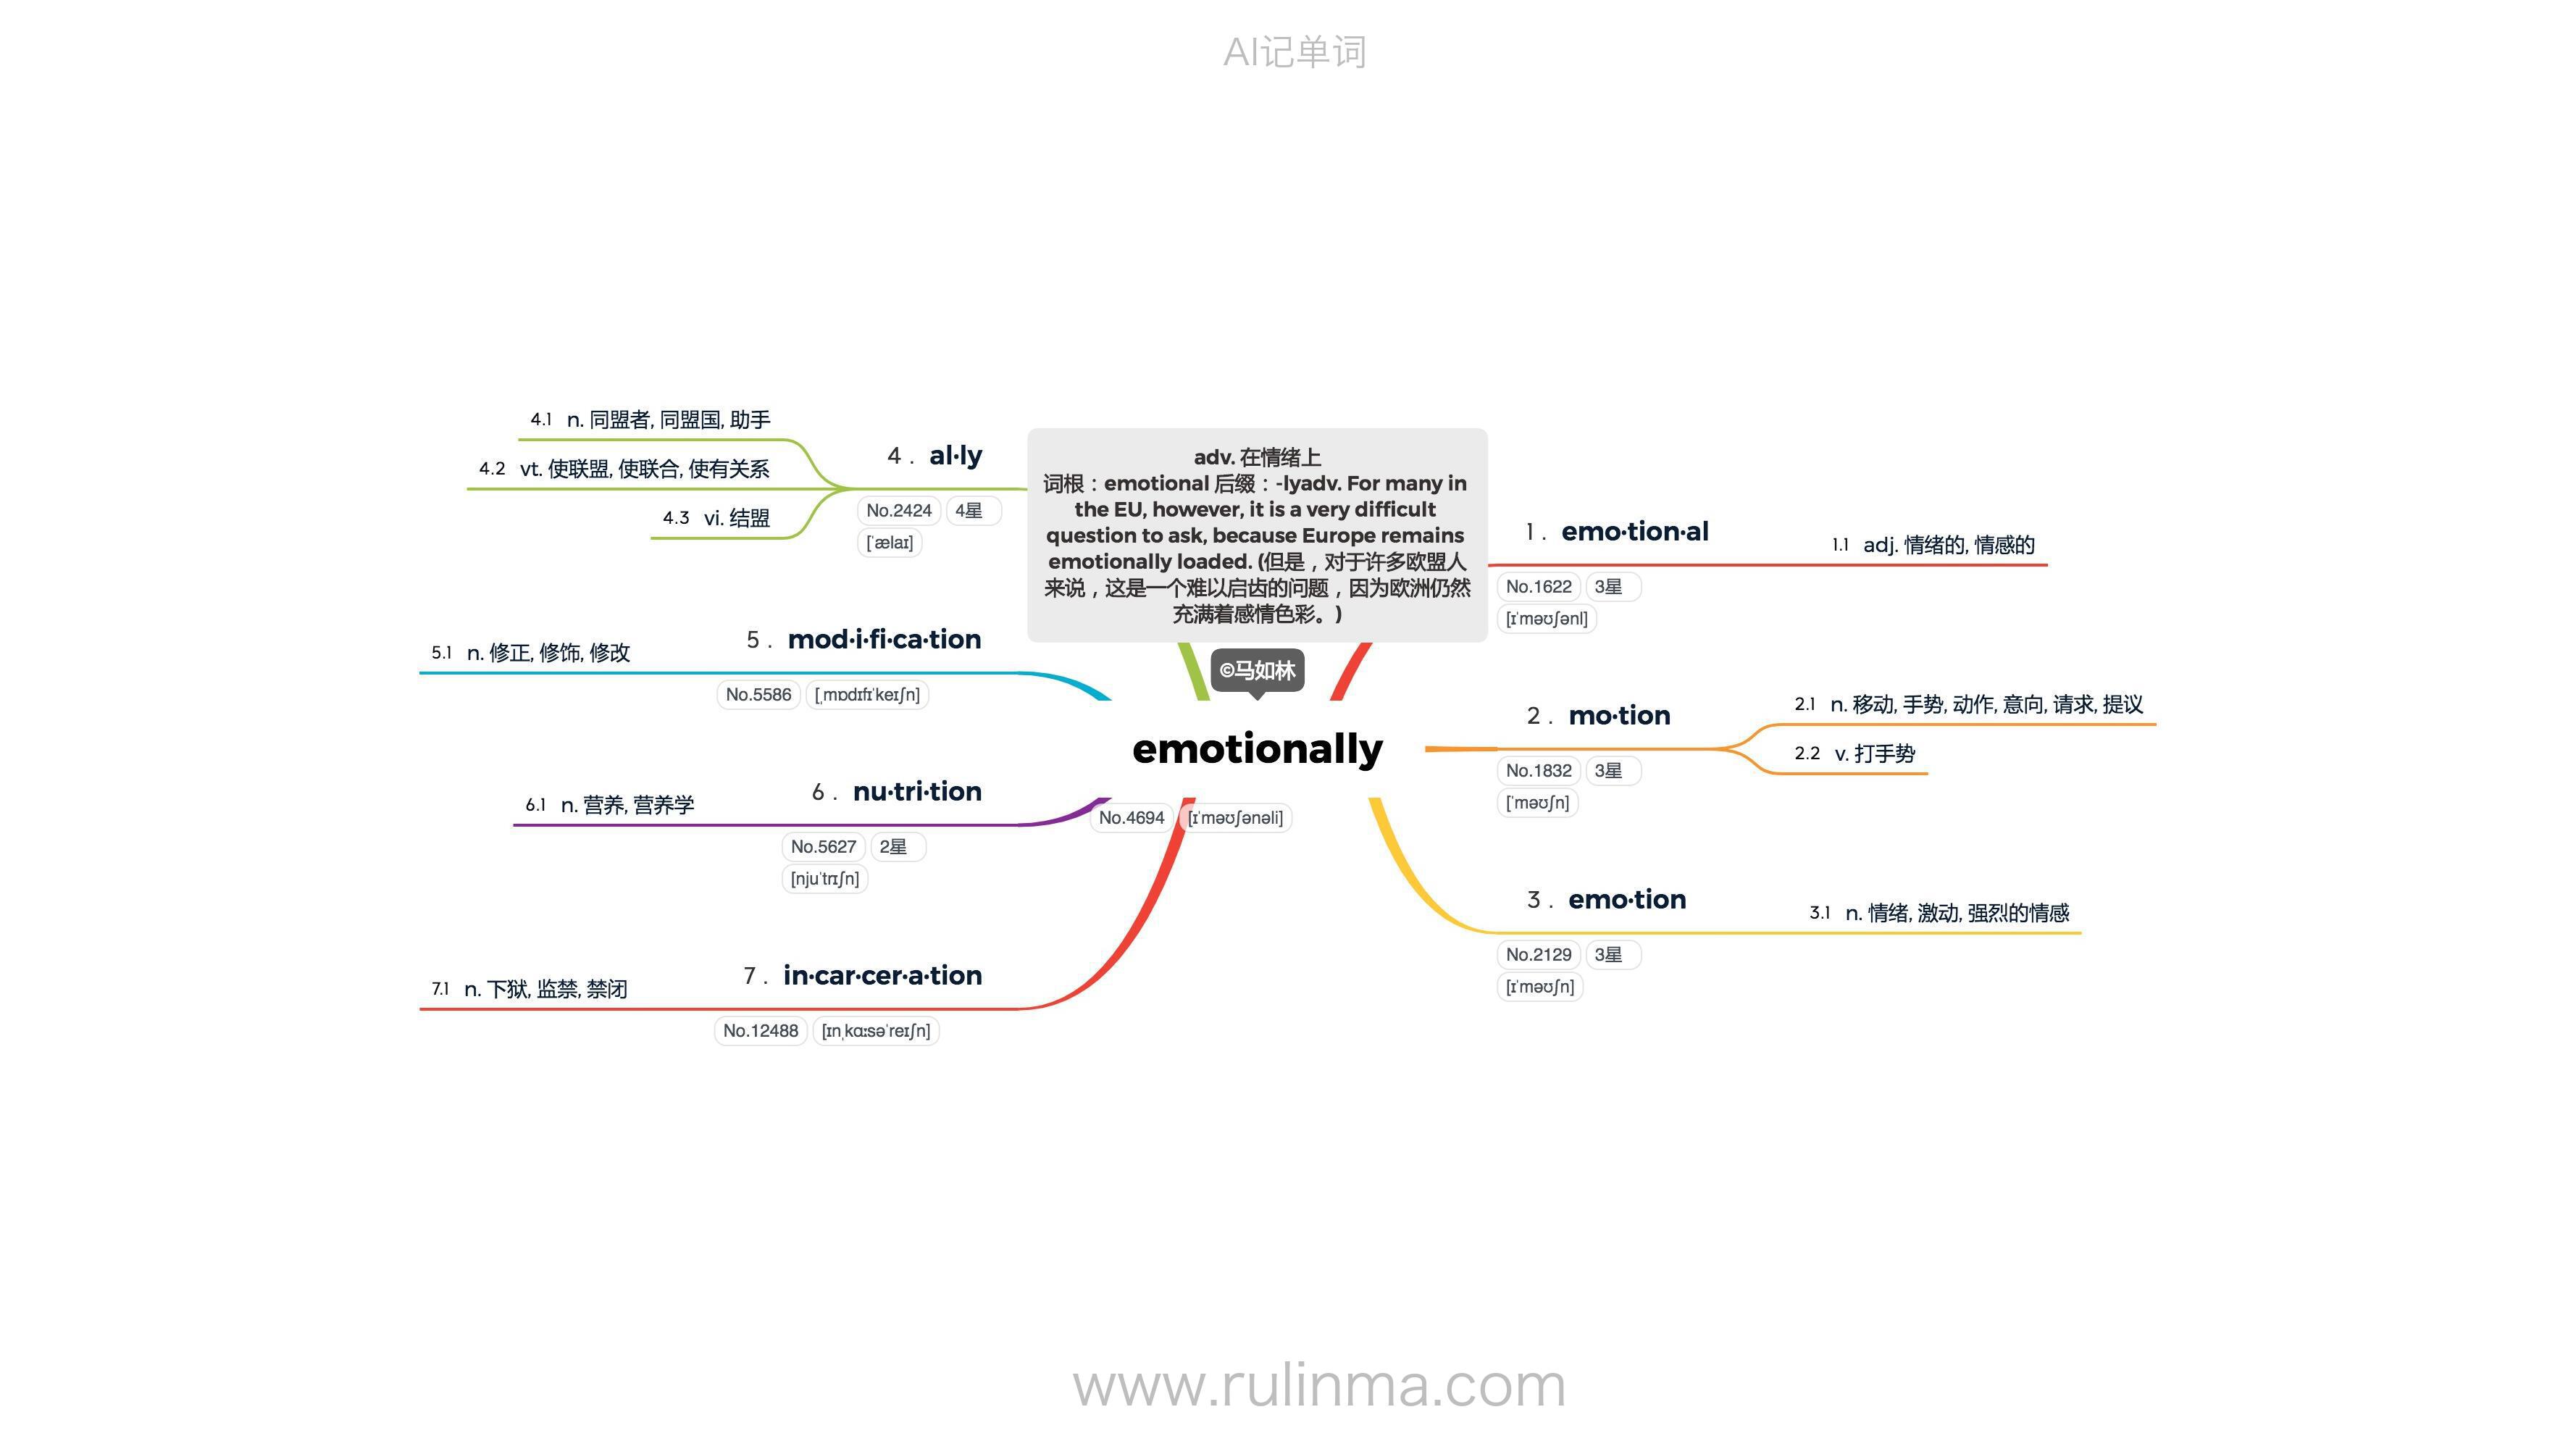 AI记单词
adv. 在情绪上
词根：emotional 后缀：-lyadv. For many in
the EU, however, it is a very difficult
question to ask, because Europe remains
emotionally loaded. (但是，对于许多欧盟人
来说，这是一个难以启齿的问题，因为欧洲仍然
充满着感情色彩。)
©马如林
emotionally
No.4694 [ɪˈməʊʃənəli]
1. emo·tion·al
No.1622 3星
[ɪˈməʊʃənl]
1.1 adj. 情绪的, 情感的
2. mo·tion
No.1832 3星
[ˈməʊʃn]
2.1 n. 移动, 手势, 动作, 意向, 请求, 提议
2.2 v. 打手势
3. emo·tion
No.2129 3星
[ɪˈməʊʃn]
3.1 n. 情绪, 激动, 强烈的情感
4. al·ly
No.2424 4星
[ˈælaɪ]
4.1 n. 同盟者, 同盟国, 助手
4.2 vt. 使联盟, 使联合, 使有关系
4.3 vi. 结盟
5. mod·i·fi·ca·tion
No.5586 [ˌmɒdɪfɪˈkeɪʃn]
5.1 n. 修正, 修饰, 修改
6. nu·tri·tion
No.5627 2星
[njuˈtrɪʃn]
6.1 n. 营养, 营养学
7. in·car·cer·a·tion
No.12488 [ɪnˌkɑːsəˈreɪʃn]
7.1 n. 下狱, 监禁, 禁闭
www.rulinma.com